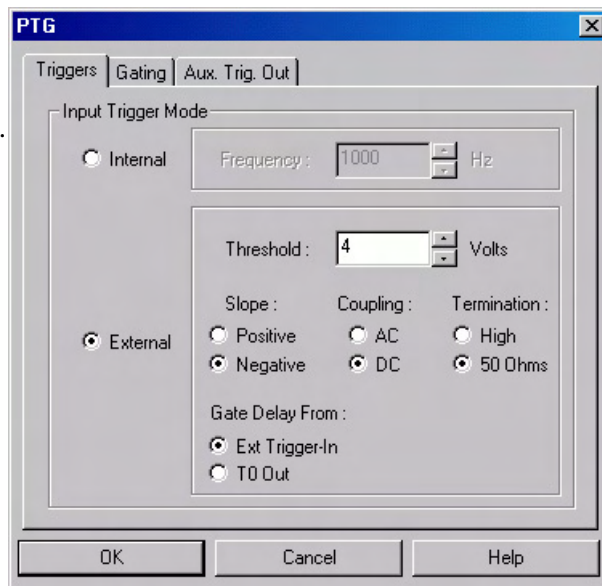 PTG
Triggers Gating Aux. Trig. Out
Input Trigger Mode
Internal Frequency : 1000 Hz
Threshold : 4 Volts
Slope : Coupling : Termination :
Positive AC High
External
Negative DC 50 Ohms
Gate Delay From :
Ext Trigger-In
T0 Out
OK Cancel Help